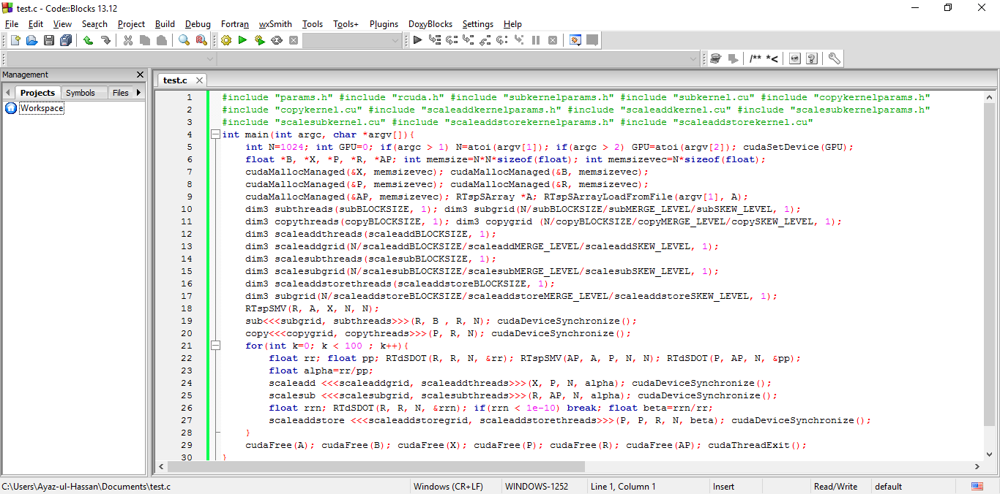 test.c - Code::Blocks 13.12
File Edit View Search Project Build Debug Fortran wxSmith Tools Tools+ Plugins DoxyBlocks Settings Help
/** *<
Management
test.c
Projects Symbols Files
Workspace
1 #include "params.h" #include "rcuda.h" #include "subkernelparams.h" #include "subkernel.cu" #include "copykernelparams.h"
2 #include "copykernel.cu" #include "scaleaddkernelparams.h" #include "scaleaddkernel.cu" #include "scalesubkernelparams.h"
3 #include "scalesubkernel.cu" #include "scaleaddstorekernelparams.h" #include "scaleaddstorekernel.cu"
4 int main(int argc, char *argv[]){
5 int N=1024; int GPU=0; if(argc > 1) N=atoi(argv[1]); if(argc > 2) GPU=atoi(argv[2]); cudaSetDevice(GPU);
6 float *B, *X, *P, *R, *AP; int memsize=N*N*sizeof(float); int memsizevec=N*sizeof(float);
7 cudaMallocManaged(&X, memsizevec); cudaMallocManaged(&B, memsizevec);
8 cudaMallocManaged(&P, memsizevec); cudaMallocManaged(&R, memsizevec);
9 cudaMallocManaged(&AP, memsizevec); RTspSArray *A; RTspSArrayLoadFromFile(argv[1], A);
10 dim3 subthreads(subBLOCKSIZE, 1); dim3 subgrid(N/subBLOCKSIZE/subMERGE_LEVEL/subSKEW_LEVEL, 1);
11 dim3 copythreads(copyBLOCKSIZE, 1); dim3 copygrid (N/copyBLOCKSIZE/copyMERGE_LEVEL/copySKEW_LEVEL, 1);
12 dim3 scaleaddthreads(scaleaddBLOCKSIZE, 1);
13 dim3 scaleaddgrid(N/scaleaddBLOCKSIZE/scaleaddMERGE_LEVEL/scaleaddSKEW_LEVEL, 1);
14 dim3 scalesubthreads(scalesubBLOCKSIZE, 1);
15 dim3 scalesubgrid(N/scalesubBLOCKSIZE/scalesubMERGE_LEVEL/scalesubSKEW_LEVEL, 1);
16 dim3 scaleaddstorethreads(scaleaddstoreBLOCKSIZE, 1);
17 dim3 subgrid(N/scaleaddstoreBLOCKSIZE/scaleaddstoreMERGE_LEVEL/scaleaddstoreSKEW_LEVEL, 1);
18 RTspSMV(R, A, X, N, N);
19 sub<<<subgrid, subthreads>>>(R, B , R, N); cudaDeviceSynchronize();
20 copy<<<copygrid, copythreads>>>(P, R, N); cudaDeviceSynchronize();
21 for(int k=0; k < 100 ; k++){
22 float rr; float pp; RTdSDOT(R, R, N, &rr); RTspSMV(AP, A, P, N, N); RTdSDOT(P, AP, N, &pp);
23 float alpha=rr/pp;
24 scaleadd <<<scaleaddgrid, scaleaddthreads>>>(X, P, N, alpha); cudaDeviceSynchronize();
25 scalesub <<<scalesubgrid, scalesubthreads>>>(R, AP, N, alpha); cudaDeviceSynchronize();
26 float rrn; RTdSDOT(R, R, N, &rrn); if(rrn < 1e-10) break; float beta=rrn/rr;
27 scaleaddstore <<<scaleaddstoregrid, scaleaddstorethreads>>>(P, P, R, N, beta); cudaDeviceSynchronize();
28 }
29 cudaFree(A); cudaFree(B); cudaFree(X); cudaFree(P); cudaFree(R); cudaFree(AP); cudaThreadExit();
30 }
C:\Users\Ayaz-ul-Hassan\Documents\test.c Windows (CR+LF) WINDOWS-1252 Line 1, Column 1 Insert Read/Write default